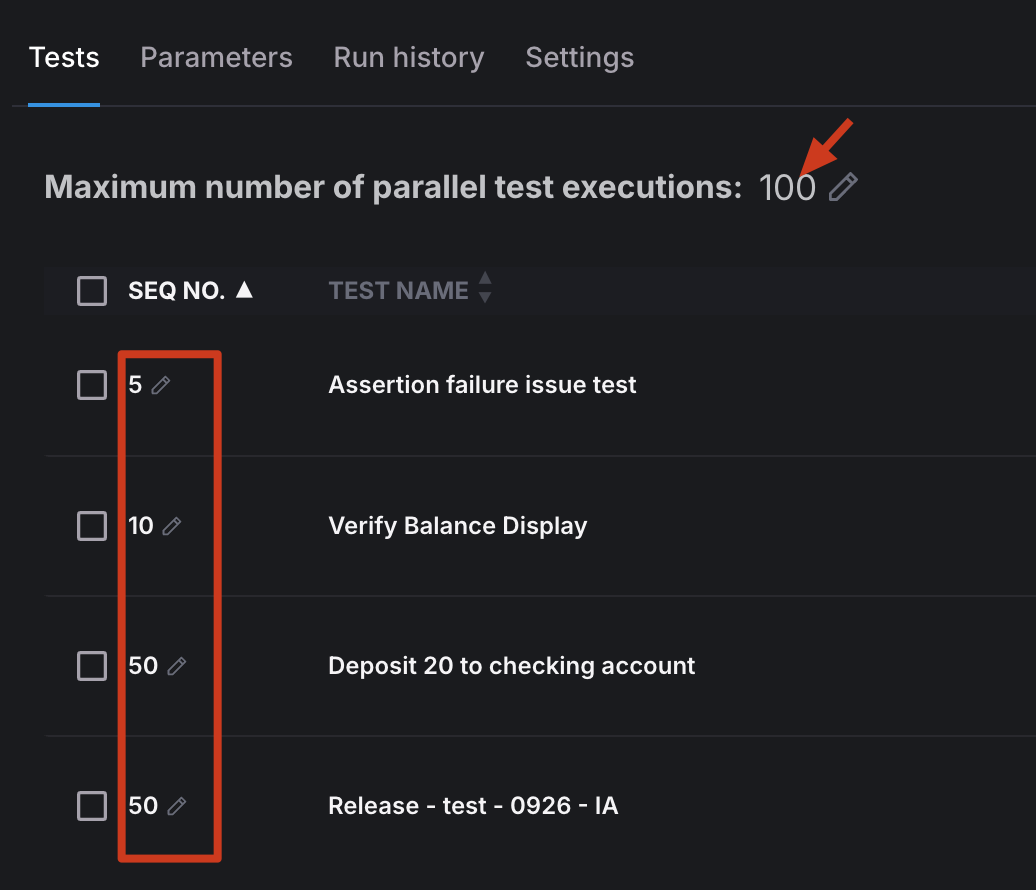 Tests Parameters Run history Settings
Maximum number of parallel test executions: 100
SEQ NO. TEST NAME
5 Assertion failure issue test
10 Verify Balance Display
50 Deposit 20 to checking account
50 Release - test - 0926 - IA